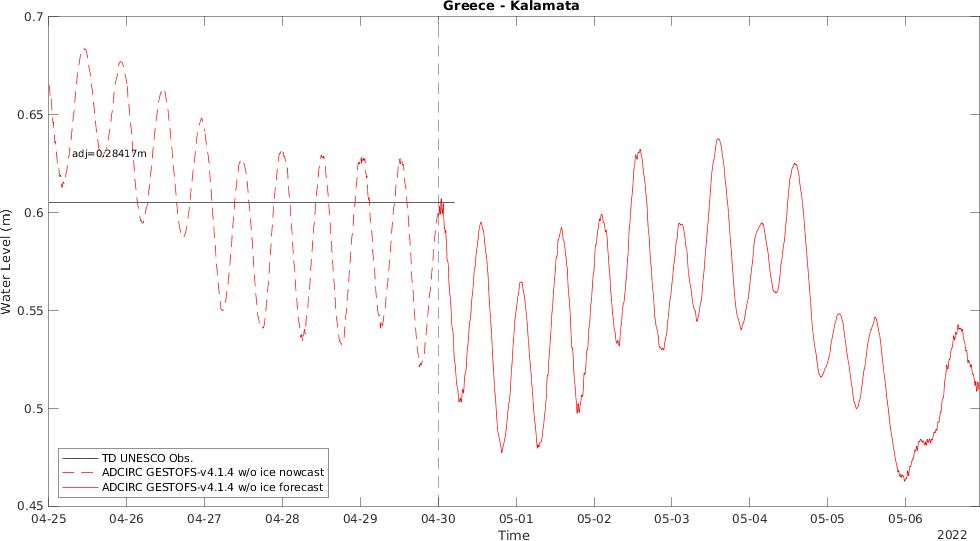 Greece - Kalamata
0.7
0.65
0.6
0.55
0.5
0.45
Water Level (m)
adj=0.28417m
TD UNESCO Obs.
ADCIRC GESTOFS-v4.1.4 w/o ice nowcast
ADCIRC GESTOFS-v4.1.4 w/o ice forecast
04-25 04-26 04-27 04-28 04-29 04-30 05-01 05-02 05-03 05-04 05-05 05-06
Time
2022